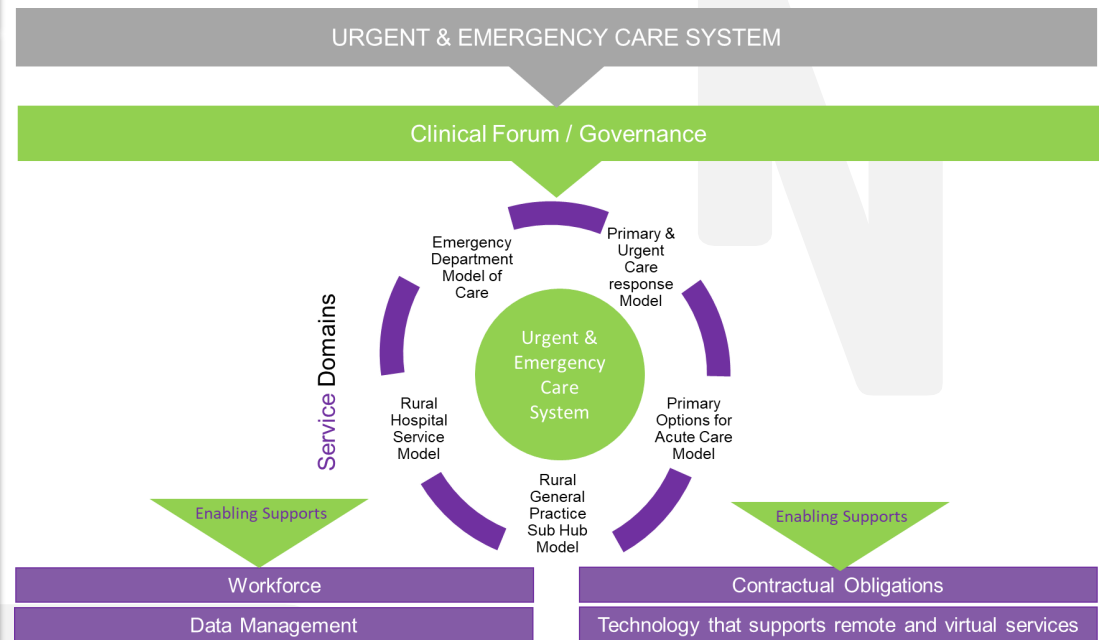 URGENT & EMERGENCY CARE SYSTEM
Clinical Forum / Governance
Emergency
Department
Model of
Care
Primary &
Urgent
Care
response
Model
Service Domains
Urgent &
Emergency
Care
System
Rural
Hospital
Service
Model
Primary
Options for
Acute Care
Model
Rural
General
Practice
Sub Hub
Model
Enabling Supports
Enabling Supports
Workforce
Contractual Obligations
Data Management
Technology that supports remote and virtual services